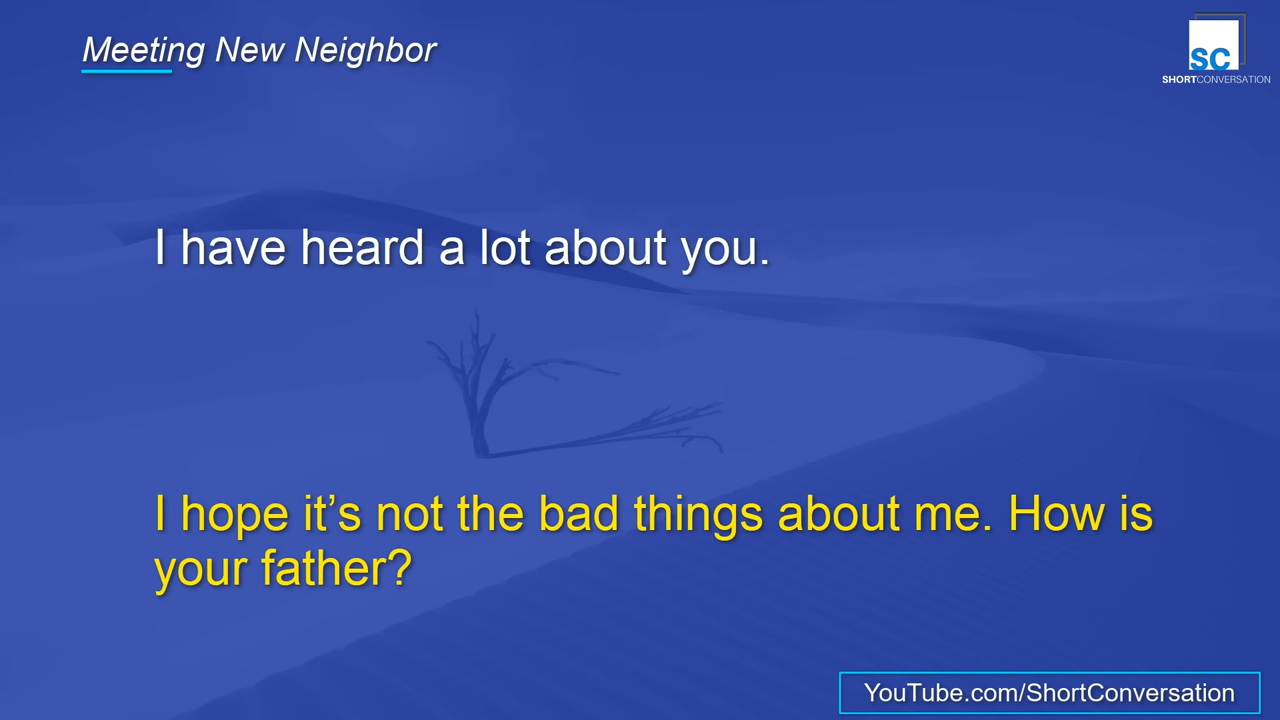 Meeting New Neighbor
SC
SHORTCONVERSATION
I have heard a lot about you.
I hope it’s not the bad things about me. How is
your father?
YouTube.com/ShortConversation